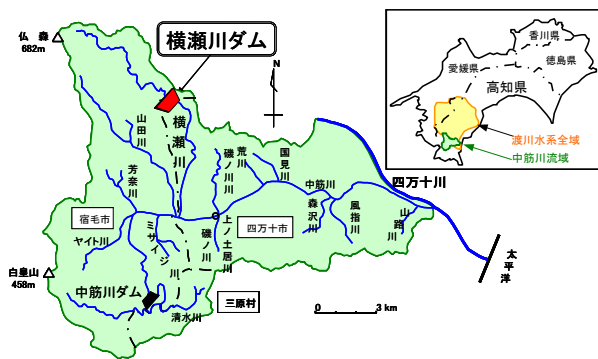 仏森
682m
横瀬川ダム
N
香川県
愛媛県
徳島県
高知県
渡川水系全域
中筋川流域
山田川
横瀬川
磯ノ川川
荒川
国見川
芳奈川
中筋川
四万十川
森沢川
風指川
山路川
宿毛市
ヤイト川
ミサイジ川
磯ノ川
上ノ土居川
四万十市
太平洋
白皇山
458m
中筋川ダム
清水川
三原村
0 3 km